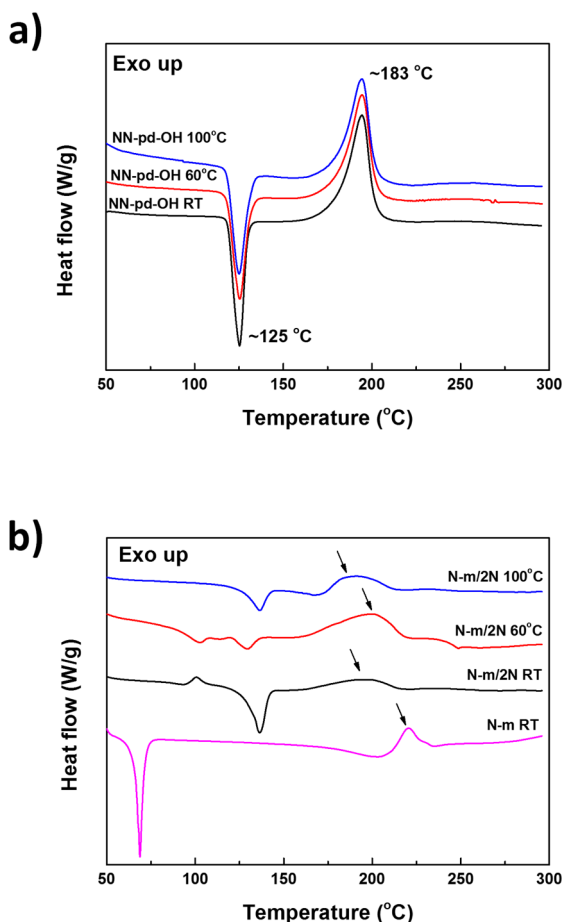 a)
Exo up
~183 °C
NN-pd-OH 100°C
NN-pd-OH 60°C
NN-pd-OH RT
~125 °C
Heat flow (W/g)
50 100 150 200 250 300
Temperature (°C)
b)
Exo up
N-m/2N 100°C
N-m/2N 60°C
N-m/2N RT
N-m RT
Heat flow (W/g)
50 100 150 200 250 300
Temperature (°C)